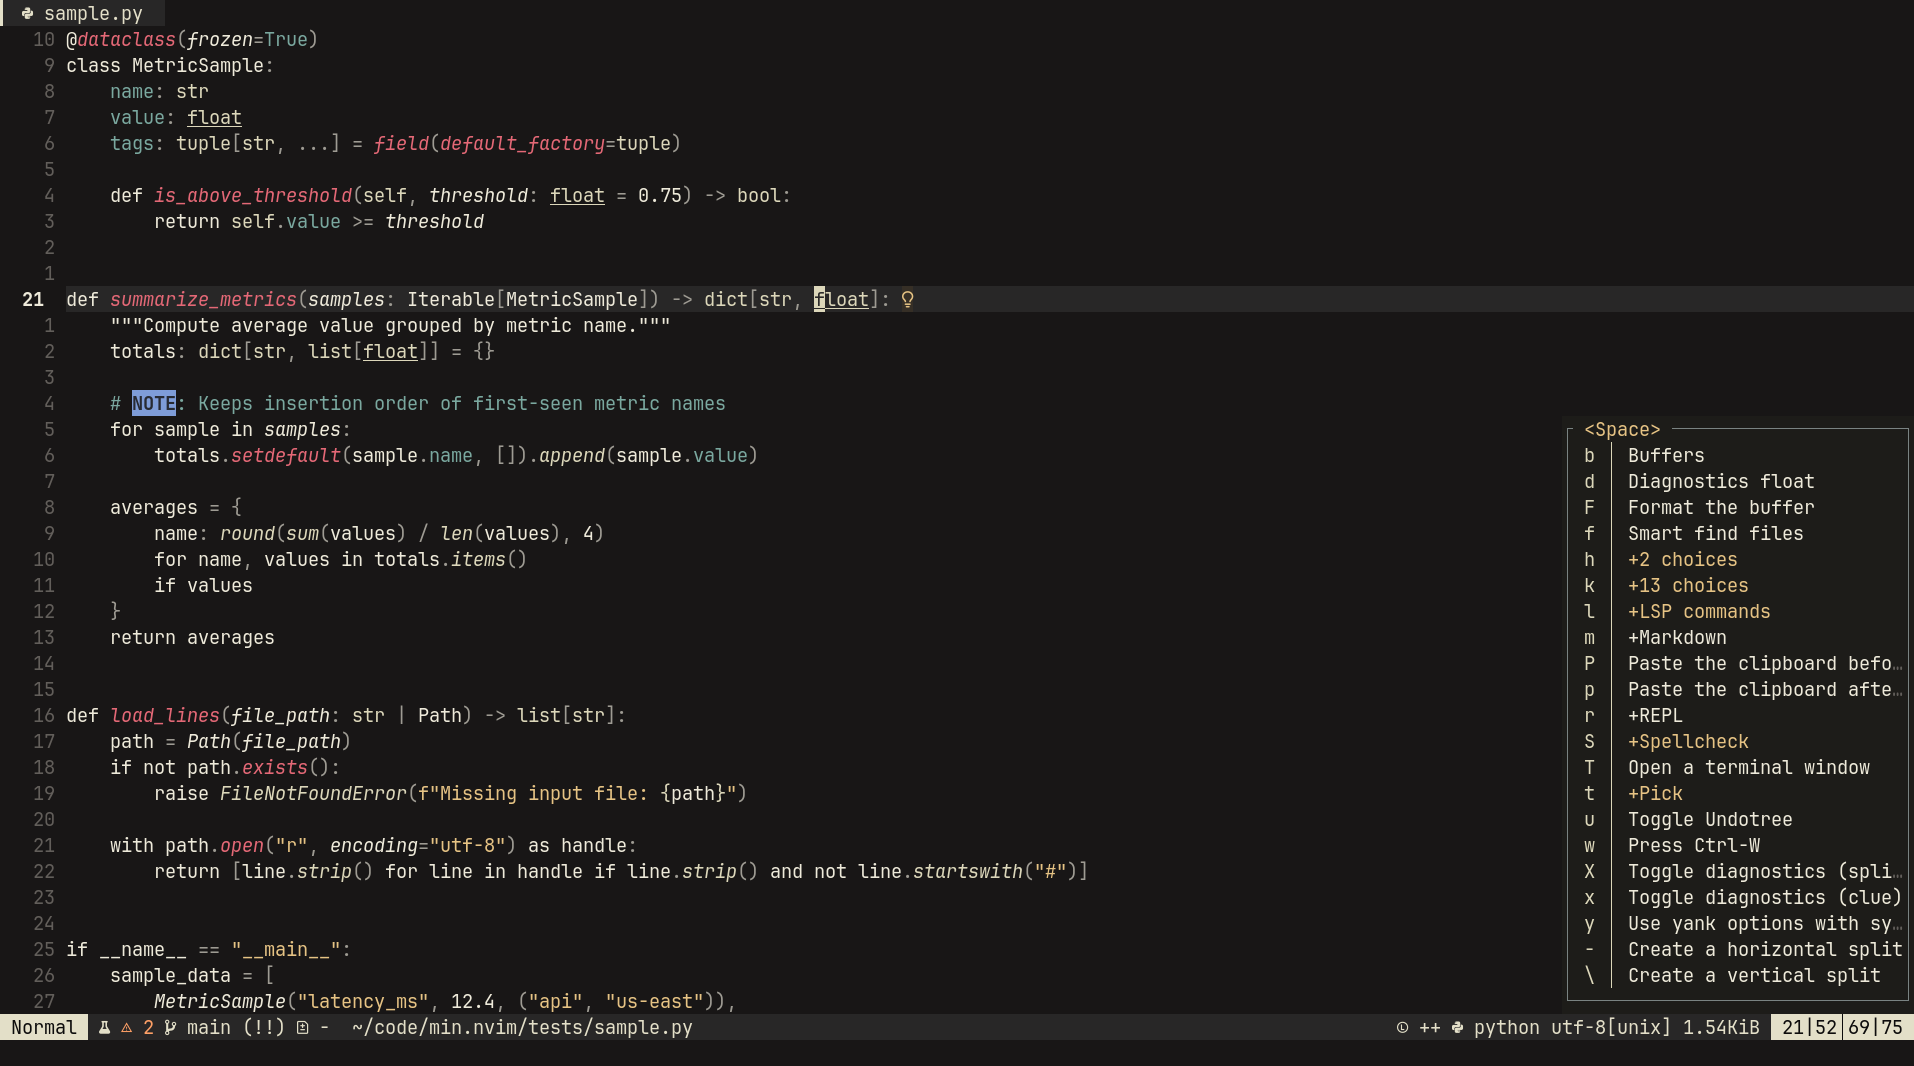 sample.py
10 @dataclass(frozen=True)
9 class MetricSample:
8     name: str
7     value: float
6     tags: tuple[str, ...] = field(default_factory=tuple)
5
4     def is_above_threshold(self, threshold: float = 0.75) -> bool:
3         return self.value >= threshold
2
1
21 def summarize_metrics(samples: Iterable[MetricSample]) -> dict[str, float]:
1     """Compute average value grouped by metric name."""
2     totals: dict[str, list[float]] = {}
3
4     # NOTE: Keeps insertion order of first-seen metric names
5     for sample in samples:
6         totals.setdefault(sample.name, []).append(sample.value)
7
8     averages = {
9         name: round(sum(values) / len(values), 4)
10         for name, values in totals.items()
11         if values
12     }
13     return averages
14
15
16 def load_lines(file_path: str | Path) -> list[str]:
17     path = Path(file_path)
18     if not path.exists():
19         raise FileNotFoundError(f"Missing input file: {path}")
20
21     with path.open("r", encoding="utf-8") as handle:
22         return [line.strip() for line in handle if line.strip() and not line.startswith("#")]
23
24
25 if __name__ == "__main__":
26     sample_data = [
27         MetricSample("latency_ms", 12.4, ("api", "us-east")),
<Space>
b │ Buffers
d │ Diagnostics float
F │ Format the buffer
f │ Smart find files
h │ +2 choices
k │ +13 choices
l │ +LSP commands
m │ +Markdown
P │ Paste the clipboard befo…
p │ Paste the clipboard afte…
r │ +REPL
S │ +Spellcheck
T │ Open a terminal window
t │ +Pick
u │ Toggle Undotree
w │ Press Ctrl-W
X │ Toggle diagnostics (spli…
x │ Toggle diagnostics (clue)
y │ Use yank options with sy…
- │ Create a horizontal split
\ │ Create a vertical split
Normal 2 main (!!) - ~/code/min.nvim/tests/sample.py ++ python utf-8[unix] 1.54KiB 21|52 69|75